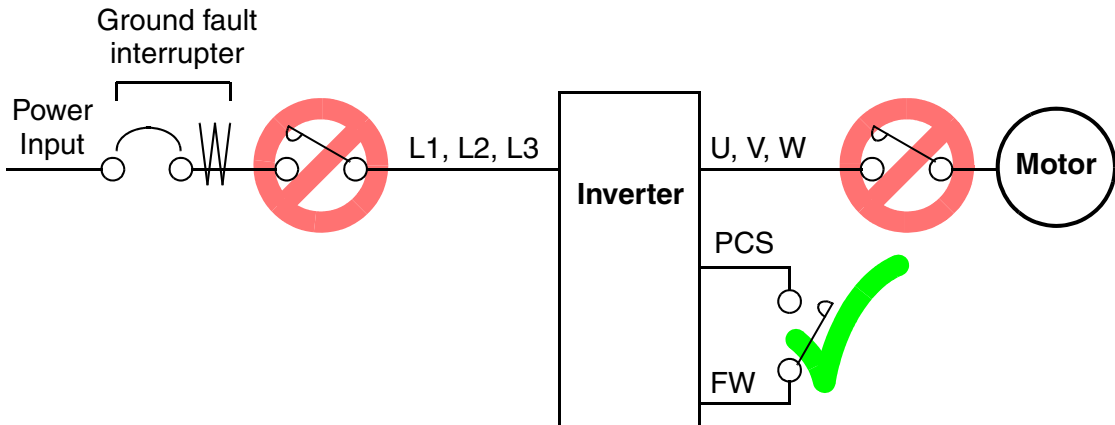 Ground fault
interrupter
Power
Input
L1, L2, L3
Inverter
U, V, W
Motor
PCS
FW